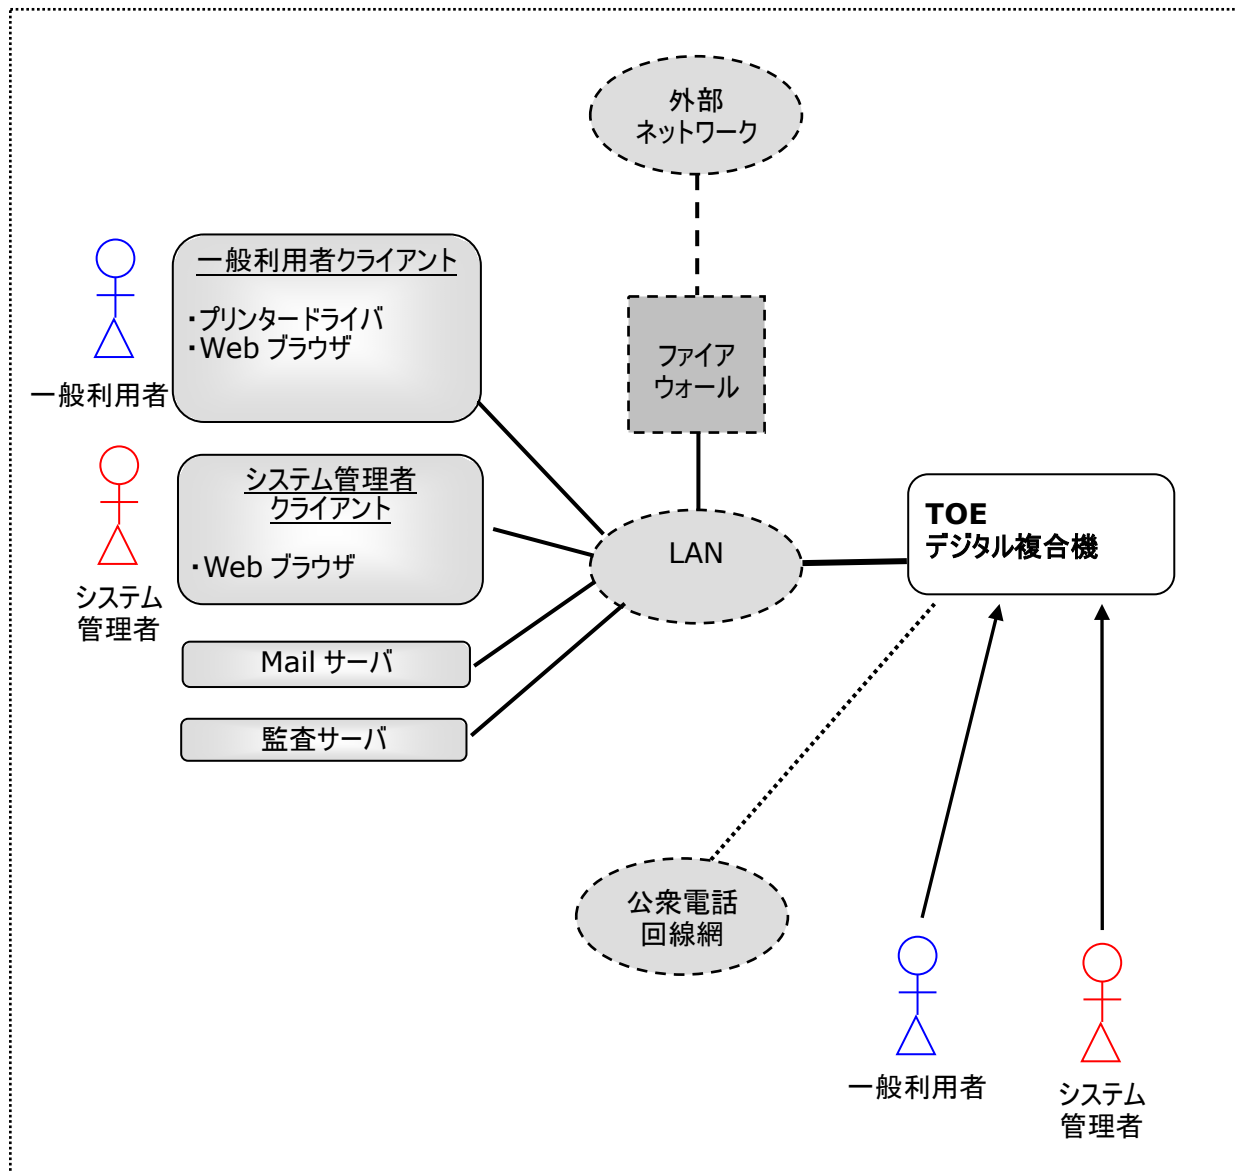 外部
ネットワーク
一般利用者クライアント
・プリンタードライバ
・Web ブラウザ
一般利用者
ファイア
ウォール
システム管理者
クライアント
・Web ブラウザ
システム
管理者
LAN
TOE
デジタル複合機
Mail サーバ
監査サーバ
公衆電話
回線網
一般利用者
システム
管理者